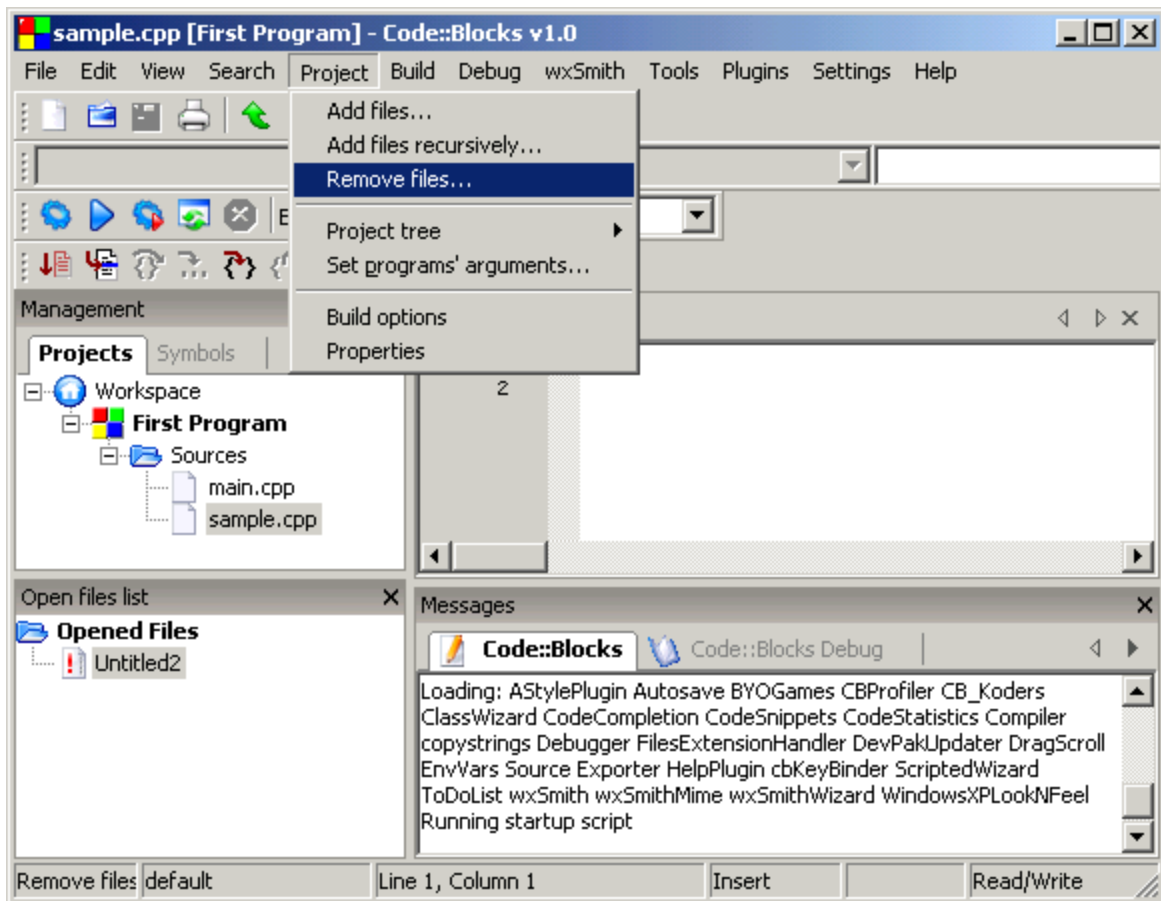 sample.cpp [First Program] - Code::Blocks v1.0
File Edit View Search Project Build Debug wxSmith Tools Plugins Settings Help
Add files...
Add files recursively...
Remove files...
Project tree
Set programs' arguments...
Build options
Properties
Management
Projects Symbols
Workspace
First Program
Sources
main.cpp
sample.cpp
2
Open files list
Opened Files
Untitled2
Messages
Code::Blocks Code::Blocks Debug
Loading: AStylePlugin Autosave BYOGames CBProfiler CB_Koders
ClassWizard CodeCompletion CodeSnippets CodeStatistics Compiler
copystrings Debugger FilesExtensionHandler DevPakUpdater DragScroll
EnvVars Source Exporter HelpPlugin cbKeyBinder ScriptedWizard
ToDoList wxSmith wxSmithMime wxSmithWizard WindowsXPLookNFeel
Running startup script
Remove files default Line 1, Column 1 Insert Read/Write